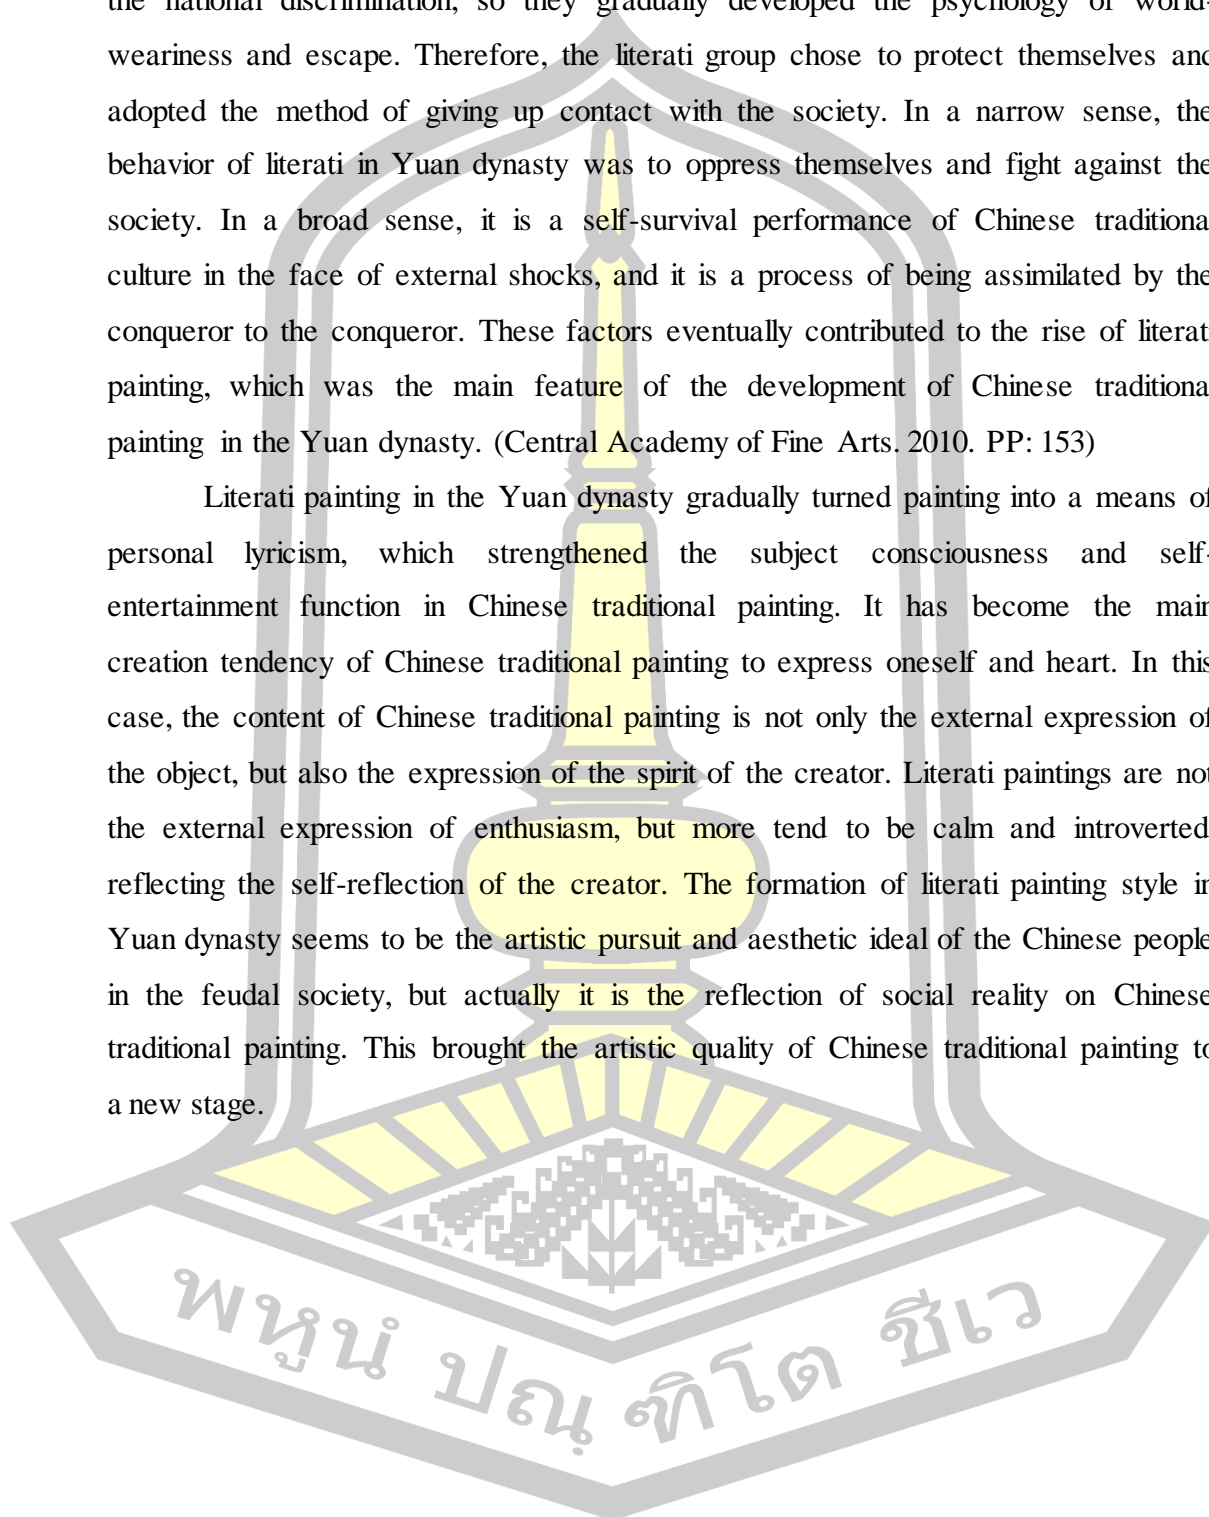 the national discrimination, so they gradually developed the psychology of world-
weariness and escape. Therefore, the literati group chose to protect themselves and
adopted the method of giving up contact with the society. In a narrow sense, the
behavior of literati in Yuan dynasty was to oppress themselves and fight against the
society. In a broad sense, it is a self-survival performance of Chinese traditiona
culture in the face of external shocks, and it is a process of being assimilated by the
conqueror to the conqueror. These factors eventually contributed to the rise of literati
painting, which was the main feature of the development of Chinese traditiona
painting in the Yuan dynasty. (Central Academy of Fine Arts. 2010. PP: 153)
Literati painting in the Yuan dynasty gradually turned painting into a means of
personal lyricism, which strengthened the subject consciousness and self-
entertainment function in Chinese traditional painting. It has become the main
creation tendency of Chinese traditional painting to express oneself and heart. In this
case, the content of Chinese traditional painting is not only the external expression of
the object, but also the expression of the spirit of the creator. Literati paintings are not
the external expression of enthusiasm, but more tend to be calm and introverted
reflecting the self-reflection of the creator. The formation of literati painting style in
Yuan dynasty seems to be the artistic pursuit and aesthetic ideal of the Chinese people
in the feudal society, but actually it is the reflection of social reality on Chinese
traditional painting. This brought the artistic quality of Chinese traditional painting to
a new stage.
พหูนํ ปณฺฑิโต ชีเว